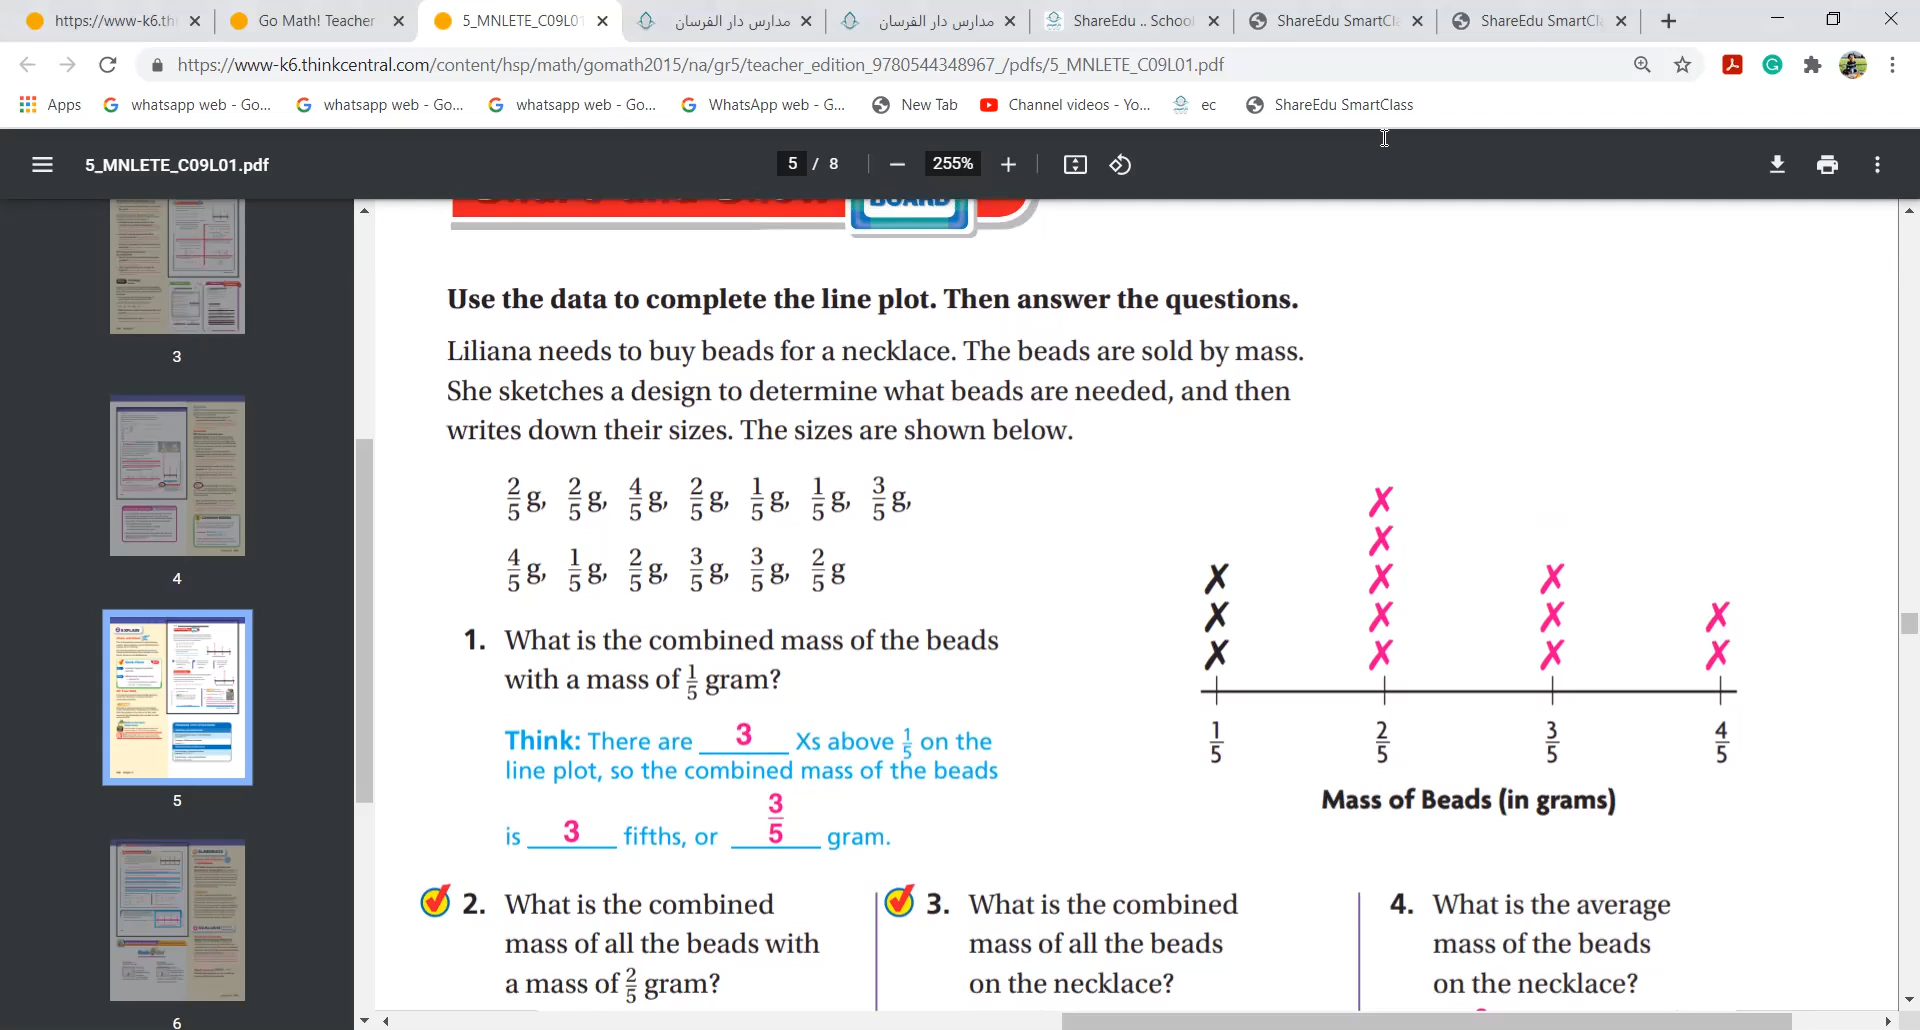 https://www-k6.th
Go Math! Teacher
5_MNLETE_C09L01
مدارس دار الفرسان
مدارس دار الفرسان
ShareEdu .. School
ShareEdu SmartCla
ShareEdu SmartCla
https://www-k6.thinkcentral.com/content/hsp/math/gomath2015/na/gr5/teacher_edition_9780544348967_/pdfs/5_MNLETE_C09L01.pdf
Apps
whatsapp web - Go...
whatsapp web - Go...
whatsapp web - Go...
WhatsApp web - G...
New Tab
Channel videos - Yo...
ec
ShareEdu SmartClass
5_MNLETE_C09L01.pdf
5 / 8
255%
3
4
5
6
BOARD
Use the data to complete the line plot. Then answer the questions.
Liliana needs to buy beads for a necklace. The beads are sold by mass.
She sketches a design to determine what beads are needed, and then
writes down their sizes. The sizes are shown below.
2/5 g, 2/5 g, 4/5 g, 2/5 g, 1/5 g, 1/5 g, 3/5 g,
4/5 g, 1/5 g, 2/5 g, 3/5 g, 3/5 g, 2/5 g
1. What is the combined mass of the beads
with a mass of 1/5 gram?
Think: There are 3 Xs above 1/5 on the
line plot, so the combined mass of the beads
is 3 fifths, or 3/5 gram.
X
X X X
X X X
X
X
X X X X
1/5 2/5 3/5 4/5
Mass of Beads (in grams)
2. What is the combined
mass of all the beads with
a mass of 2/5 gram?
3. What is the combined
mass of all the beads
on the necklace?
4. What is the average
mass of the beads
on the necklace?